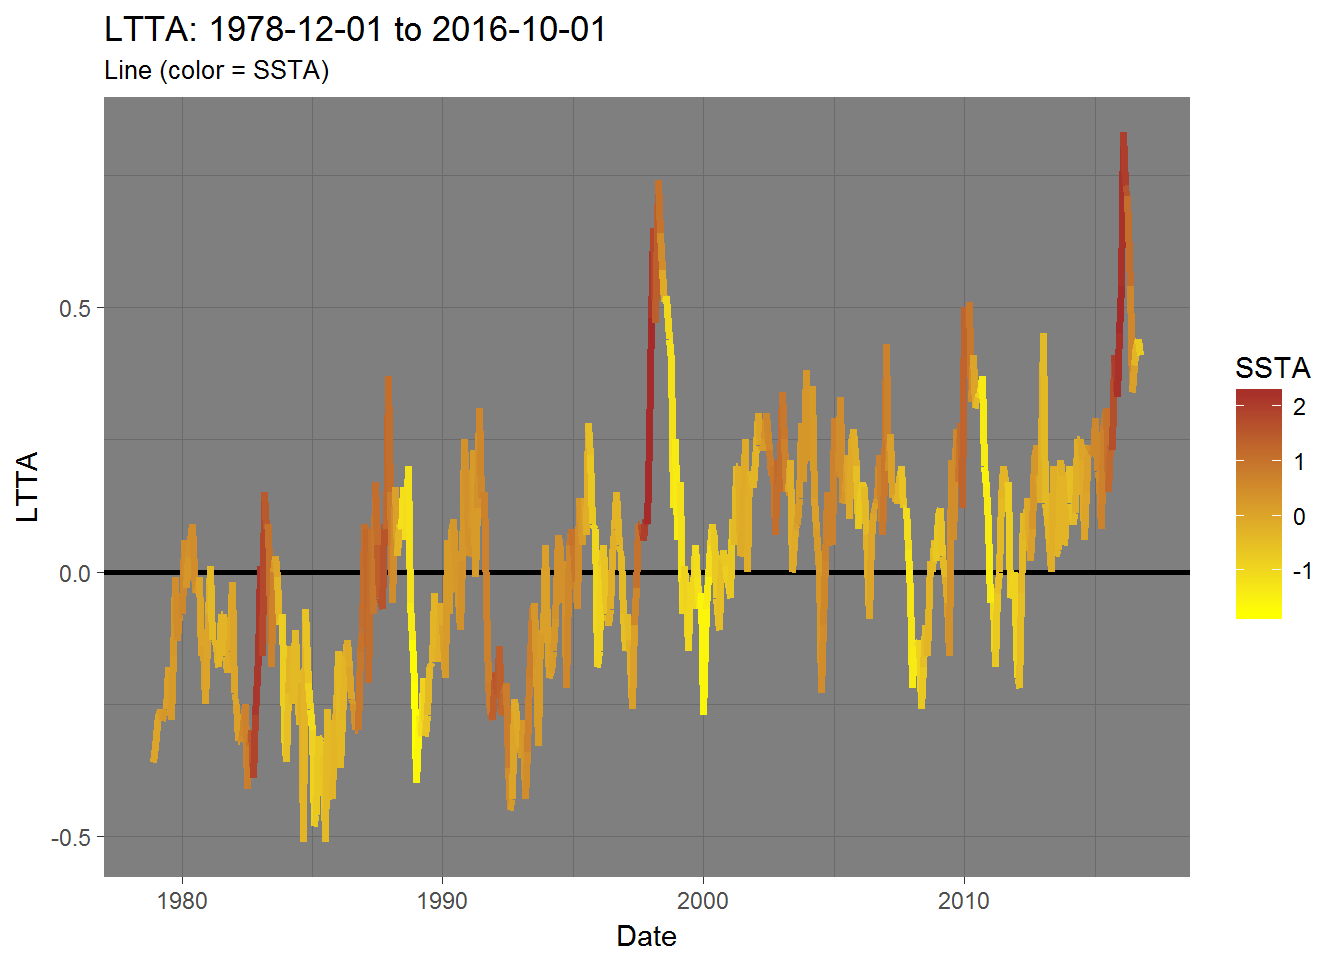 LTTA: 1978-12-01 to 2016-10-01
Line (color = SSTA)
LTTA
0.5
0.0
-0.5
1980
1990
2000
2010
Date
SSTA
2
1
0
-1